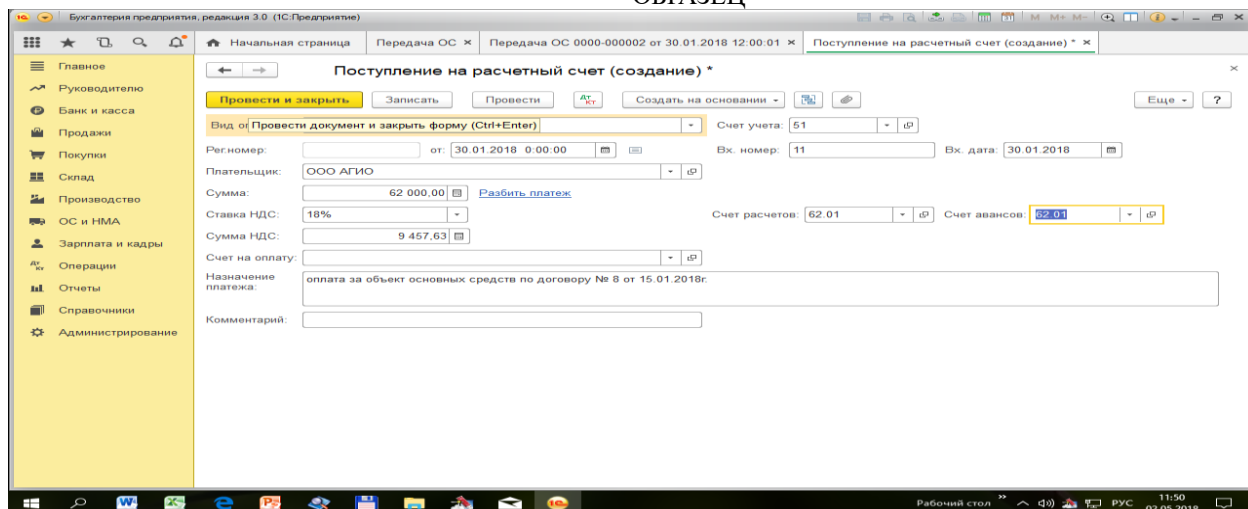 ОБРАЗЕЦ
1С Бухгалтерия предприятия, редакция 3.0 (1С:Предприятие) M M+ M-
Начальная страница Передача ОС × Передача ОС 0000-000002 от 30.01.2018 12:00:01 × Поступление на расчетный счет (создание) * ×
Главное
Руководителю
Банк и касса
Продажи
Покупки
Склад
Производство
ОС и НМА
Зарплата и кадры
Операции
Отчеты
Справочники
Администрирование
Поступление на расчетный счет (создание) *
Провести и закрыть Записать Провести Дт Кт Создать на основании Еще ?
Вид оп Провести документ и закрыть форму (Ctrl+Enter) Счет учета: 51
Рег.номер: от: 30.01.2018 0:00:00 Вх. номер: 11 Вх. дата: 30.01.2018
Плательщик: ООО АГИО
Сумма: 62 000,00 Разбить платеж
Ставка НДС: 18% Счет расчетов: 62.01 Счет авансов: 62.01
Сумма НДС: 9 457,63
Счет на оплату:
Назначение платежа: оплата за объект основных средств по договору № 8 от 15.01.2018г.
Комментарий:
Рабочий стол » РУС 11:50
02.05.2018